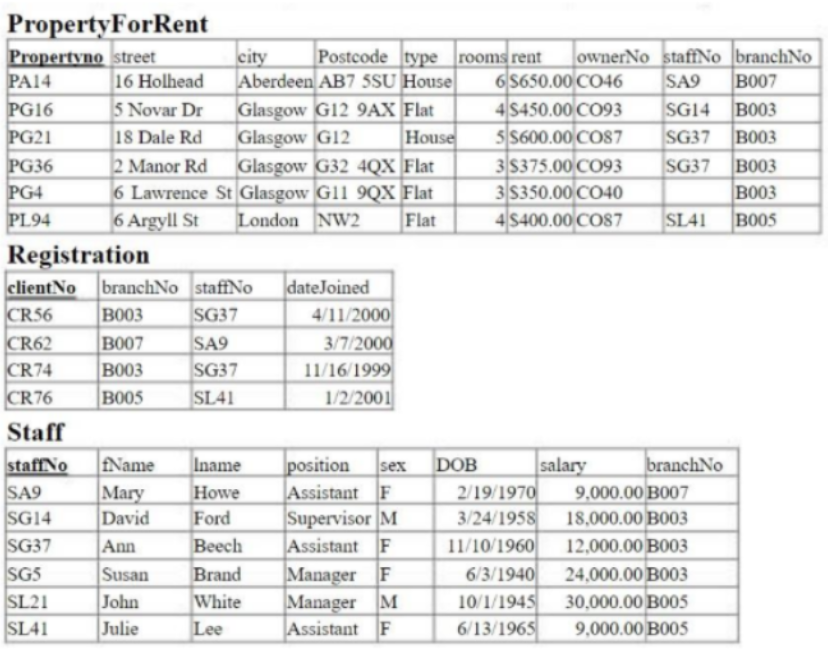 PropertyForRent
Propertyno street city Postcode type rooms rent ownerNo staffNo branchNo
PA14 16 Holhead Aberdeen AB7 5SU House 6 $650.00 CO46 SA9 B007
PG16 5 Novar Dr Glasgow G12 9AX Flat 4 $450.00 CO93 SG14 B003
PG21 18 Dale Rd Glasgow G12 House 5 $600.00 CO87 SG37 B003
PG36 2 Manor Rd Glasgow G32 4QX Flat 3 $375.00 CO93 SG37 B003
PG4 6 Lawrence St Glasgow G11 9QX Flat 3 $350.00 CO40 B003
PL94 6 Argyll St London NW2 Flat 4 $400.00 CO87 SL41 B005
Registration
clientNo branchNo staffNo dateJoined
CR56 B003 SG37 4/11/2000
CR62 B007 SA9 3/7/2000
CR74 B003 SG37 11/16/1999
CR76 B005 SL41 1/2/2001
Staff
staffNo fName lname position sex DOB salary branchNo
SA9 Mary Howe Assistant F 2/19/1970 9,000.00 B007
SG14 David Ford Supervisor M 3/24/1958 18,000.00 B003
SG37 Ann Beech Assistant F 11/10/1960 12,000.00 B003
SG5 Susan Brand Manager F 6/3/1940 24,000.00 B003
SL21 John White Manager M 10/1/1945 30,000.00 B005
SL41 Julie Lee Assistant F 6/13/1965 9,000.00 B005